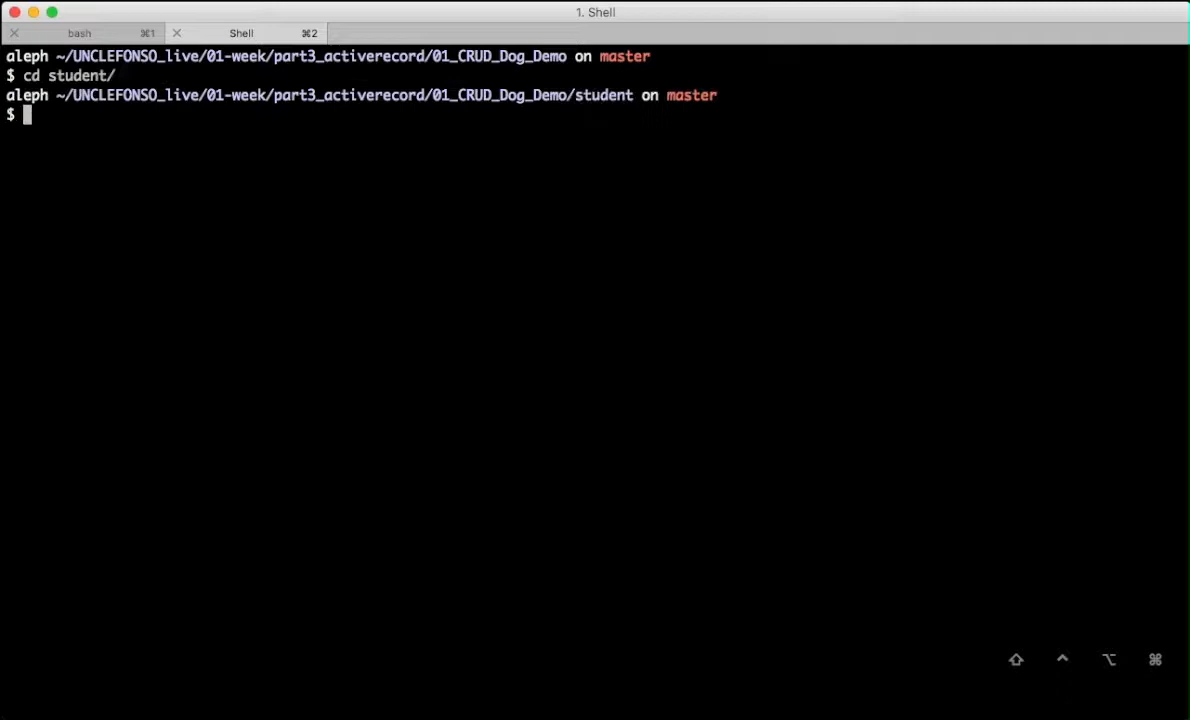 1. Shell
bash ⌘1 Shell ⌘2
aleph ~/UNCLEFONSO_live/01-week/part3_activerecord/01_CRUD_Dog_Demo on master
$ cd student/
aleph ~/UNCLEFONSO_live/01-week/part3_activerecord/01_CRUD_Dog_Demo/student on master
$